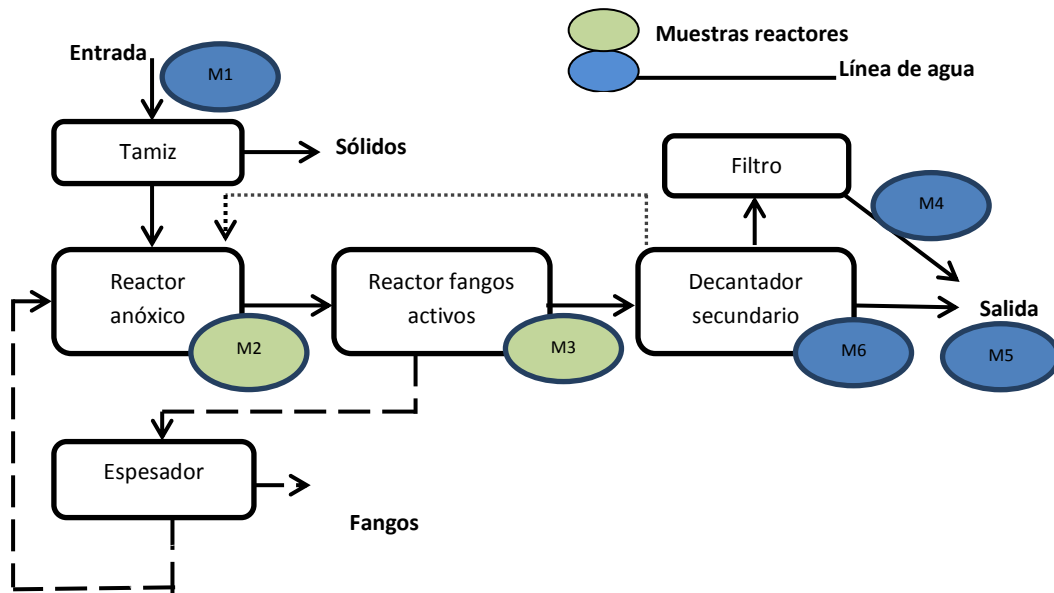 Entrada
M1
Muestras reactores
Línea de agua
Tamiz
Sólidos
Filtro
M4
Reactor
anóxico
M2
Reactor fangos
activos
M3
Decantador
secundario
M6
Salida
M5
Espesador
Fangos